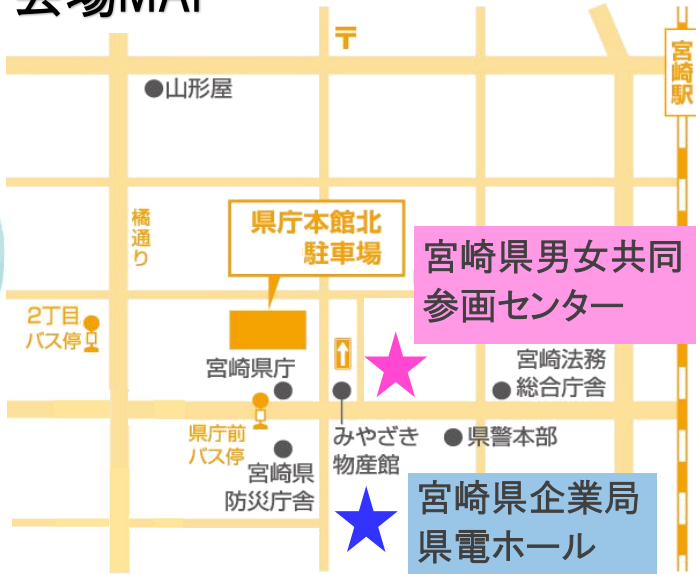 会場MAP
〒
宮崎駅
●山形屋
橘通り
県庁本館北
駐車場
宮崎県男女共同
参画センター
2丁目
バス停
宮崎県庁
宮崎法務
総合庁舎
県庁前
バス停
みやざき
物産館
県警本部
宮崎県
防災庁舎
宮崎県企業局
県電ホール